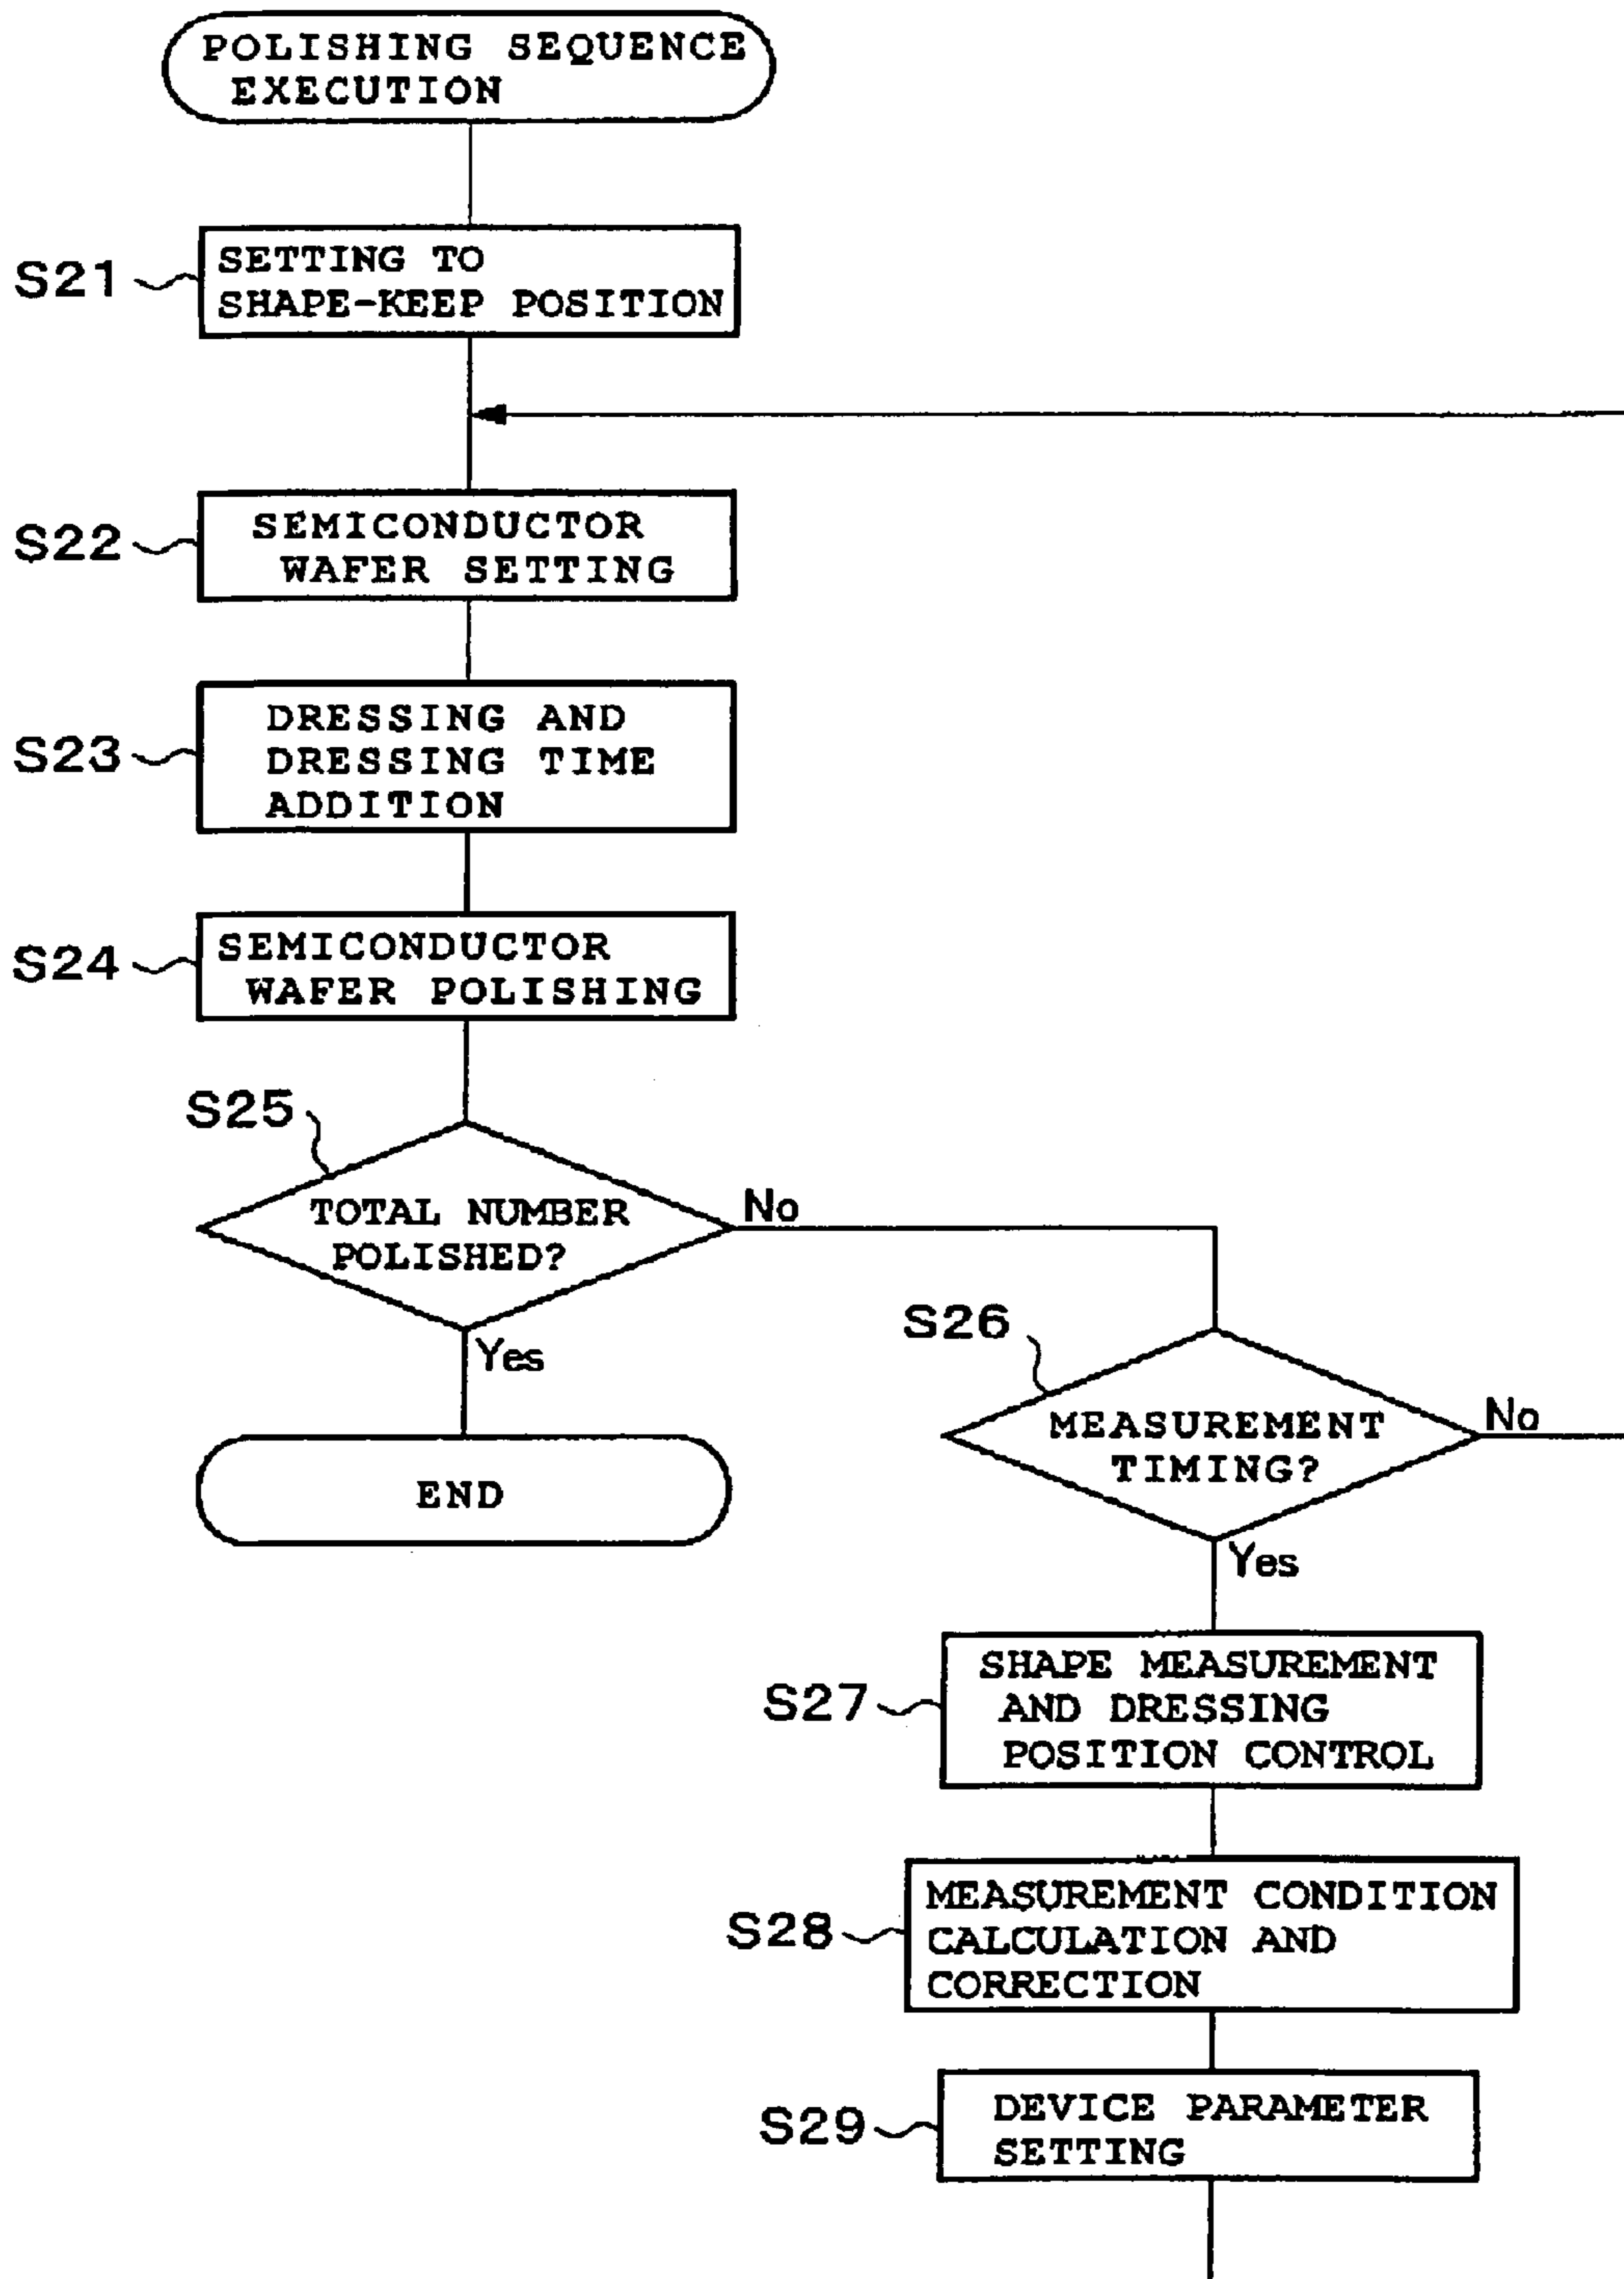 POLISHING SEQUENCE
EXECUTION
S21
SETTING TO
SHAPE-KEEP POSITION
S22
SEMICONDUCTOR
WAFER SETTING
S23
DRESSING AND
DRESSING TIME
ADDITION
S24
SEMICONDUCTOR
WAFER POLISHING
S25
TOTAL NUMBER
POLISHED?
No
Yes
END
S26
MEASUREMENT
TIMING?
No
Yes
S27
SHAPE MEASUREMENT
AND DRESSING
POSITION CONTROL
S28
MEASUREMENT CONDITION
CALCULATION AND
CORRECTION
S29
DEVICE PARAMETER
SETTING